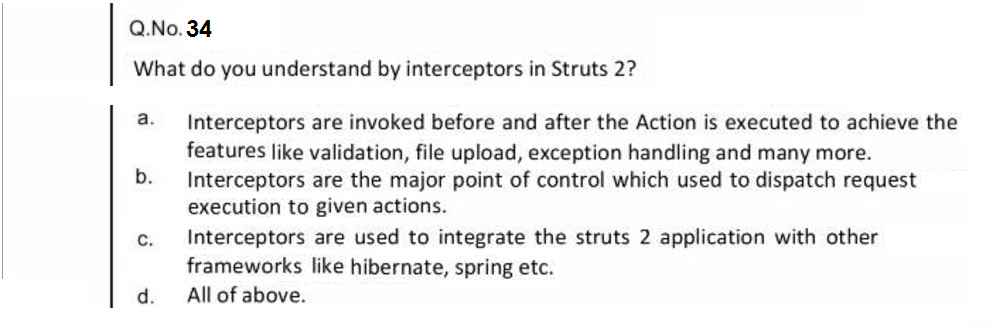 Q.No. 34
What do you understand by interceptors in Struts 2?
a. Interceptors are invoked before and after the Action is executed to achieve the
features like validation, file upload, exception handling and many more.
b. Interceptors are the major point of control which used to dispatch request
execution to given actions.
c. Interceptors are used to integrate the struts 2 application with other
frameworks like hibernate, spring etc.
d. All of above.